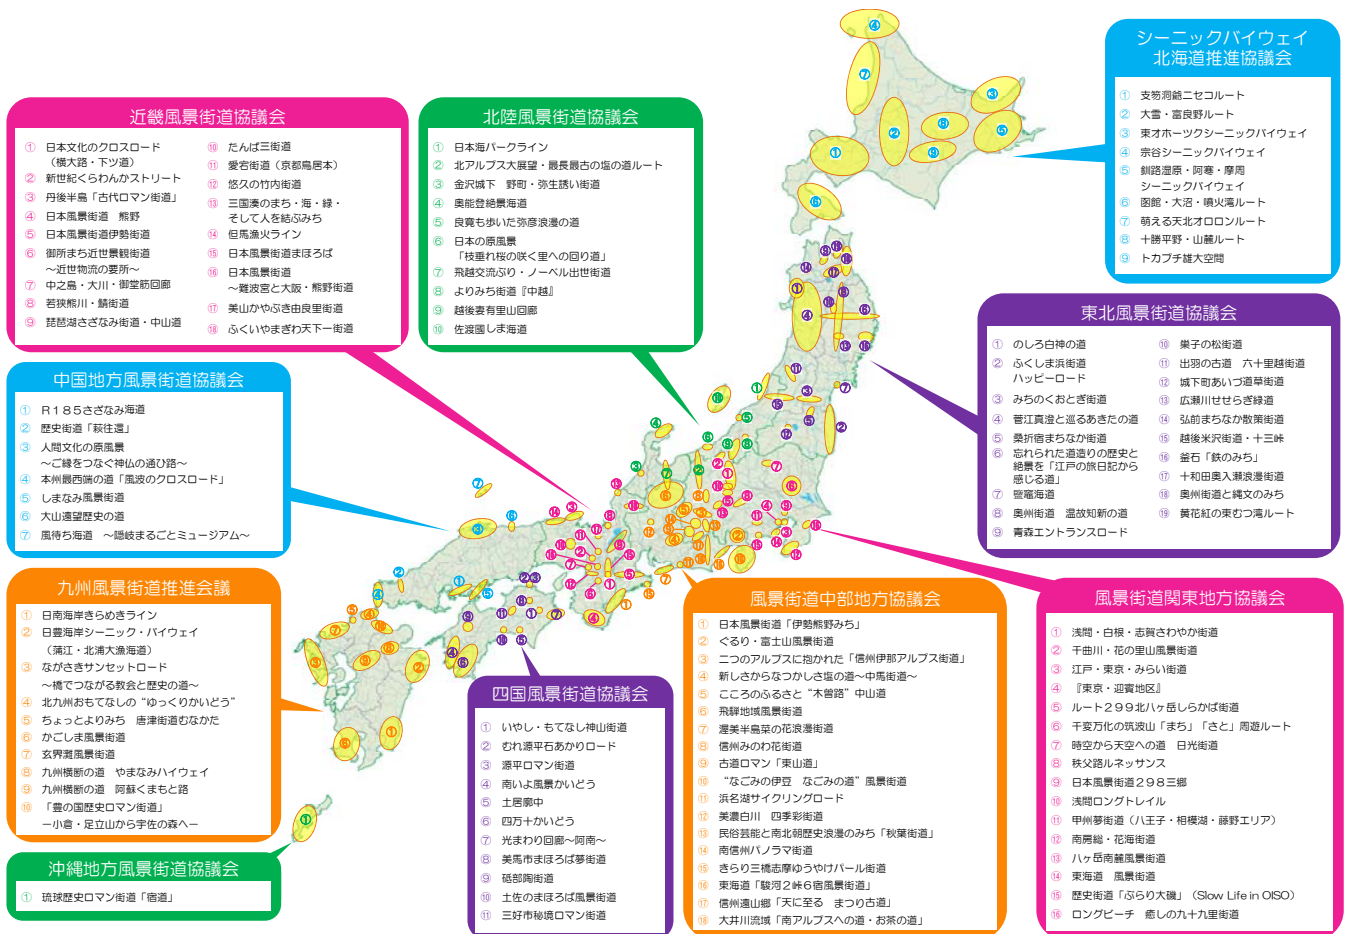 シーニックバイウェイ
北海道推進協議会
① 支笏洞爺ニセコルート
② 大雪・富良野ルート
③ 東オホーツクシーニックバイウェイ
④ 宗谷シーニックバイウェイ
⑤ 釧路湿原・阿寒・摩周
シーニックバイウェイ
⑥ 函館・大沼・噴火湾ルート
⑦ 萌える天北オロロンルート
⑧ 十勝平野・山麓ルート
⑨ トカプチ雄大空間
近畿風景街道協議会
① 日本文化のクロスロード
（横大路・下ツ道）
② 新世紀くらわんかストリート
③ 丹後半島「古代ロマン街道」
④ 日本風景街道　熊野
⑤ 日本風景街道伊勢街道
⑥ 御所まち近世景観街道
～近世物流の要所～
⑦ 中之島・大川・御堂筋回廊
⑧ 若狭熊川・鯖街道
⑨ 琵琶湖さざなみ街道・中山道
⑩ たんば三街道
⑪ 愛宕街道（京都鳥居本）
⑫ 悠久の竹内街道
⑬ 三国湊のまち・海・緑・
そして人を結ぶみち
⑭ 但馬漁火ライン
⑮ 日本風景街道まほろば
⑯ 日本風景街道
～難波宮と大阪・熊野街道
⑰ 美山かやぶき由良里街道
⑱ ふくいやまぎわ天下一街道
北陸風景街道協議会
① 日本海パークライン
② 北アルプス大展望・最長最古の塩の道ルート
③ 金沢城下　野町・弥生誘い街道
④ 奥能登絶景海道
⑤ 良寛も歩いた弥彦浪漫の道
⑥ 日本の原風景
「枝垂れ桜の咲く里への回り道」
⑦ 飛越交流ぶり・ノーベル出世街道
⑧ よりみち街道『中越』
⑨ 越後妻有里山回廊
⑩ 佐渡國しま海道
東北風景街道協議会
① のしろ白神の道
② ふくしま浜街道
ハッピーロード
③ みちのくおとぎ街道
④ 菅江真澄と巡るあきたの道
⑤ 桑折宿まちなか街道
⑥ 忘れられた道造りの歴史と
絶景を「江戸の旅日記から
感じる道」
⑦ 鹽竈海道
⑧ 奥州街道　温故知新の道
⑨ 青森エントランスロード
⑩ 巣子の松街道
⑪ 出羽の古道　六十里越街道
⑫ 城下町あいづ道草街道
⑬ 広瀬川せせらぎ緑道
⑭ 弘前まちなか散策街道
⑮ 越後米沢街道・十三峠
⑯ 釜石「鉄のみち」
⑰ 十和田奥入瀬浪漫街道
⑱ 奥州街道と縄文のみち
⑲ 黄花紅の東むつ湾ルート
中国地方風景街道協議会
① Ｒ１８５さざなみ海道
② 歴史街道「萩往還」
③ 人間文化の原風景
～ご縁をつなぐ神仏の通ひ路～
④ 本州最西端の道「風波のクロスロード」
⑤ しまなみ風景街道
⑥ 大山遠望歴史の道
⑦ 風待ち海道　～隠岐まるごとミュージアム～
九州風景街道推進会議
① 日南海岸きらめきライン
② 日豊海岸シーニック・バイウェイ
（蒲江・北浦大漁海道）
③ ながさきサンセットロード
～橋でつながる教会と歴史の道～
④ 北九州おもてなしの“ゆっくりかいどう”
⑤ ちょっとよりみち　唐津街道むなかた
⑥ かごしま風景街道
⑦ 玄界灘風景街道
⑧ 九州横断の道　やまなみハイウェイ
⑨ 九州横断の道　阿蘇くまもと路
⑩ 「豊の国歴史ロマン街道」
ー小倉・足立山から宇佐の森へー
沖縄地方風景街道協議会
① 琉球歴史ロマン街道「宿道」
四国風景街道協議会
① いやし・もてなし神山街道
② むれ源平石あかりロード
③ 源平ロマン街道
④ 南いよ風景かいどう
⑤ 土居廓中
⑥ 四万十かいどう
⑦ 光まわり回廊～阿南～
⑧ 美馬市まほろば夢街道
⑨ 砥部陶街道
⑩ 土佐のまほろば風景街道
⑪ 三好市秘境ロマン街道
風景街道中部地方協議会
① 日本風景街道「伊勢熊野みち」
② ぐるり・富士山風景街道
③ 二つのアルプスに抱かれた「信州伊那アルプス街道」
④ 新しさからなつかしさ塩の道～中馬街道～
⑤ こころのふるさと“木曽路”中山道
⑥ 飛騨地域風景街道
⑦ 渥美半島菜の花浪漫街道
⑧ 信州みのわ花街道
⑨ 古道ロマン「東山道」
⑩ “なごみの伊豆　なごみの道”風景街道
⑪ 浜名湖サイクリングロード
⑫ 美濃白川　四季彩街道
⑬ 民俗芸能と南北朝歴史浪漫のみち「秋葉街道」
⑭ 南信州パノラマ街道
⑮ きらり三橋志摩ゆうやけパール街道
⑯ 東海道「駿河２峠６宿風景街道」
⑰ 信州遠山郷「天に至る　まつり古道」
⑱ 大井川流域「南アルプスへの道・お茶の道」
風景街道関東地方協議会
① 浅間・白根・志賀さわやか街道
② 千曲川・花の里山風景街道
③ 江戸・東京・みらい街道
④ 『東京・迎賓地区』
⑤ ルート２９９北八ヶ岳しらかば街道
⑥ 千変万化の筑波山「まち」「さと」周遊ルート
⑦ 時空から天空への道　日光街道
⑧ 秩父路ルネッサンス
⑨ 日本風景街道２９８三郷
⑩ 浅間ロングトレイル
⑪ 甲州夢街道（八王子・相模湖・藤野エリア）
⑫ 南房総・花海街道
⑬ 八ヶ岳南麓風景街道
⑭ 東海道　風景街道
⑮ 歴史街道「ぶらり大磯」（Slow Life in OISO）
⑯ ロングビーチ　癒しの九十九里街道